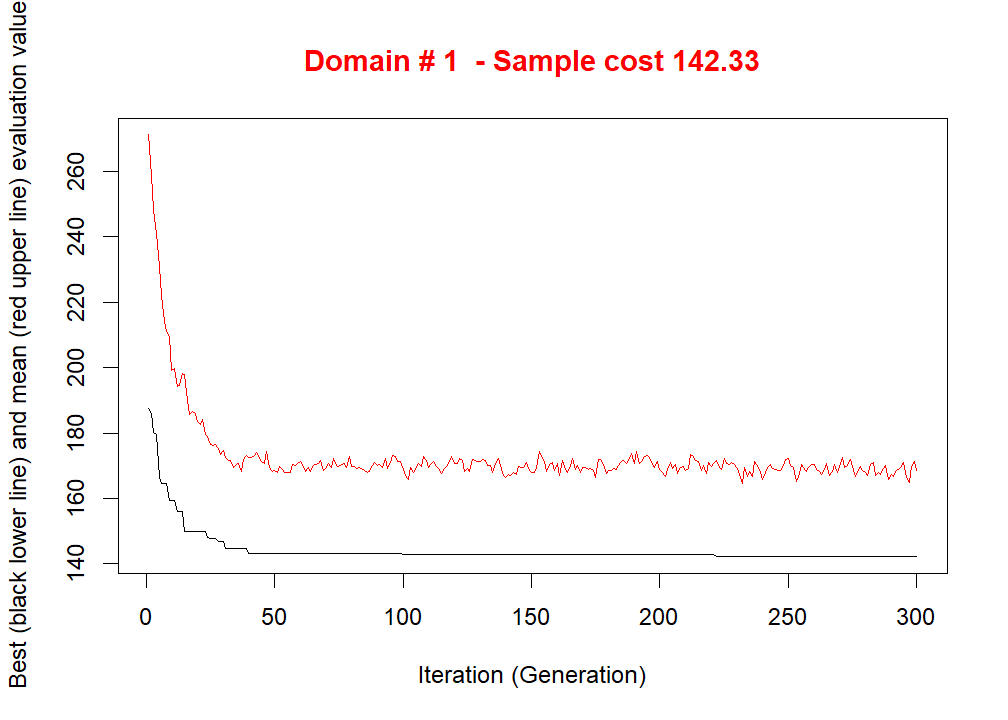 Domain # 1  - Sample cost 142.33
Best (black lower line) and mean (red upper line) evaluation value
260
240
220
200
180
160
140
0 50 100 150 200 250 300
Iteration (Generation)